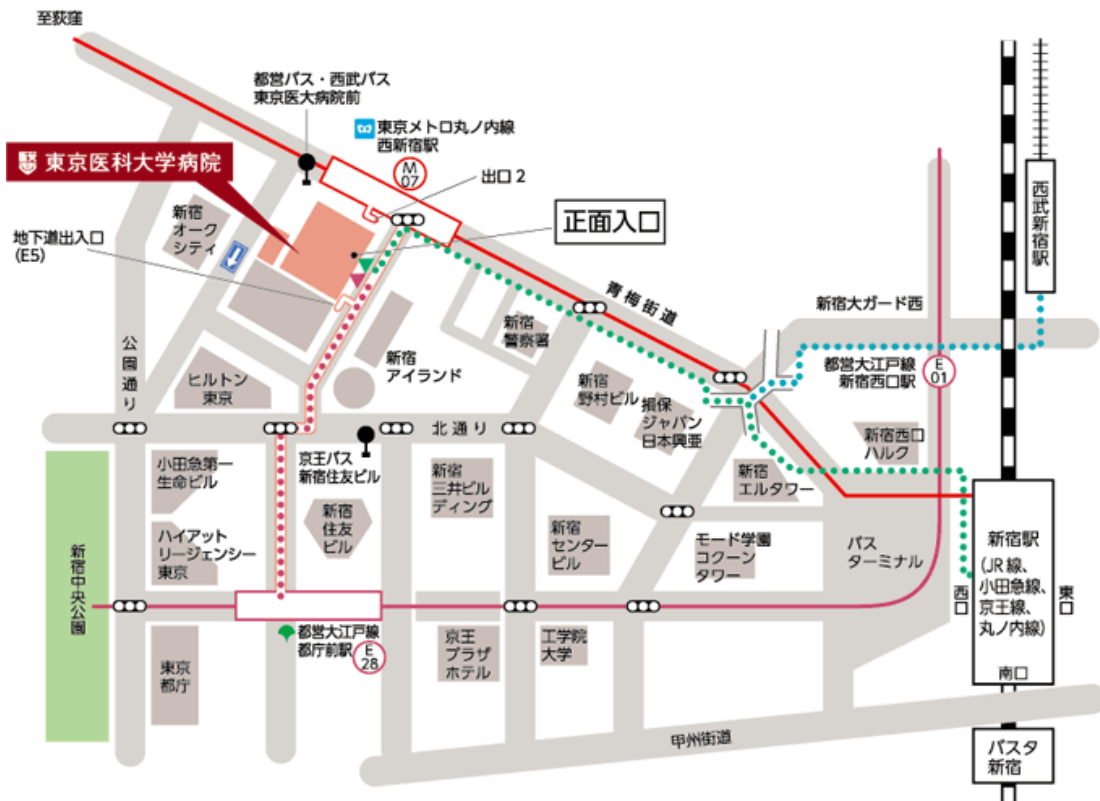 至荻窪
都営バス・西武バス
東京医大病院前
東京メトロ丸ノ内線
西新宿駅
M
07
出口2
東京医科大学病院
正面入口
新宿
オーク
シティ
地下道出入口
(E5)
西武新宿駅
青梅街道
新宿大ガード西
新宿
警察署
都営大江戸線
新宿西口駅
E
01
公園通り
ヒルトン
東京
新宿
アイランド
新宿
野村ビル
損保
ジャパン
日本興亜
新宿西口
ハルク
北通り
小田急第一
生命ビル
京王バス
新宿住友ビル
新宿
三井ビル
ディング
新宿
エルタワー
新宿
住友
ビル
ハイアット
リージェンシー
東京
新宿
センター
ビル
モード学園
コクーン
タワー
バス
ターミナル
新宿駅
(JR線、
小田急線、
京王線、
丸ノ内線)
西口
東口
南口
新宿中央公園
都営大江戸線
都庁前駅
E
28
東京
都庁
京王
プラザ
ホテル
工学院
大学
甲州街道
バスタ
新宿